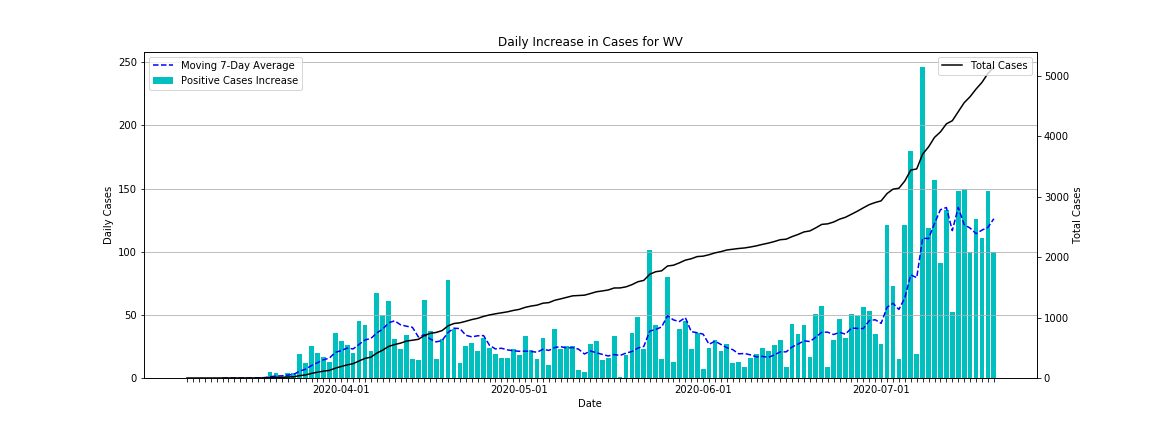 Daily Increase in Cases for WV
Moving 7-Day Average
Positive Cases Increase
Total Cases
250
200
150
100
50
0
5000
4000
3000
2000
1000
0
Daily Cases
Total Cases
2020-04-01
2020-05-01
2020-06-01
2020-07-01
Date